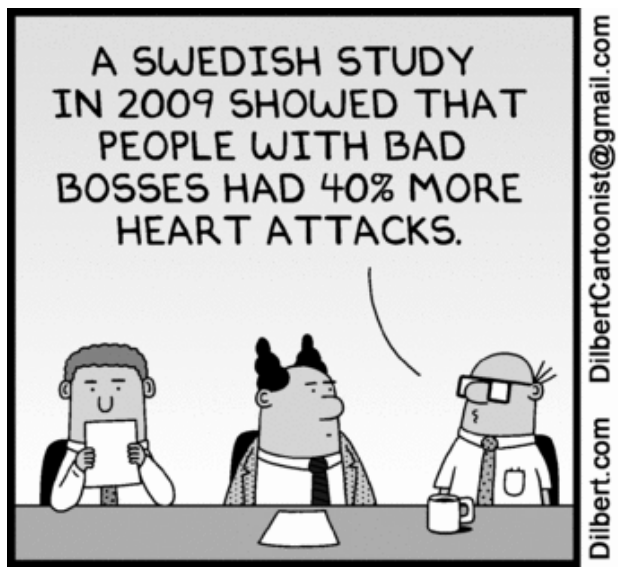 A SWEDISH STUDY
IN 2009 SHOWED THAT
PEOPLE WITH BAD
BOSSES HAD 40% MORE
HEART ATTACKS.
Dilbert.com DilbertCartoonist@gmail.com